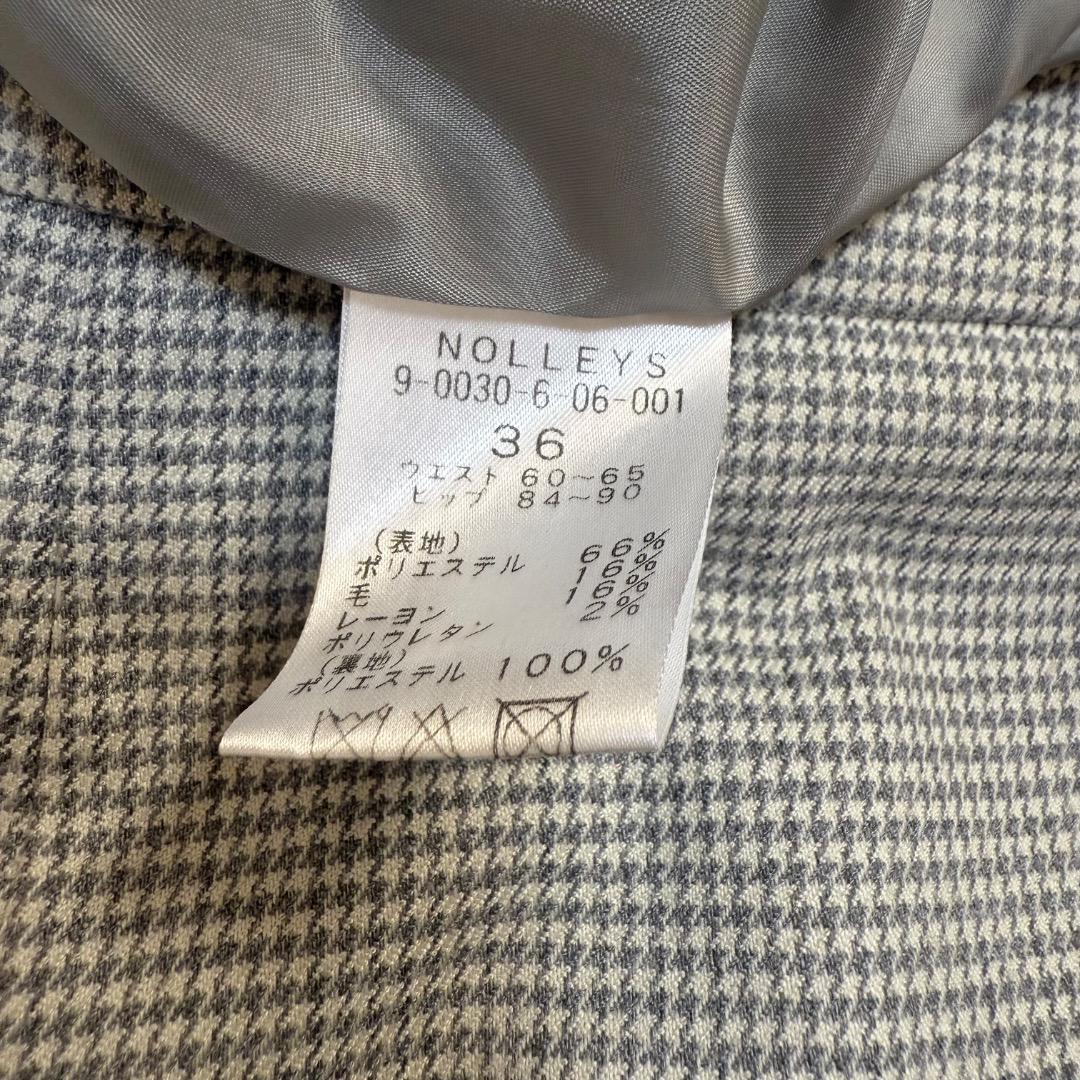 NOLLEYS
9-0030-6-06-001
36
ウエスト 60～65
ヒップ 84～90
(表地)
ポリエステル 66%
毛 16%
レーヨン 16%
ポリウレタン 2%
(裏地)
ポリエステル 100%